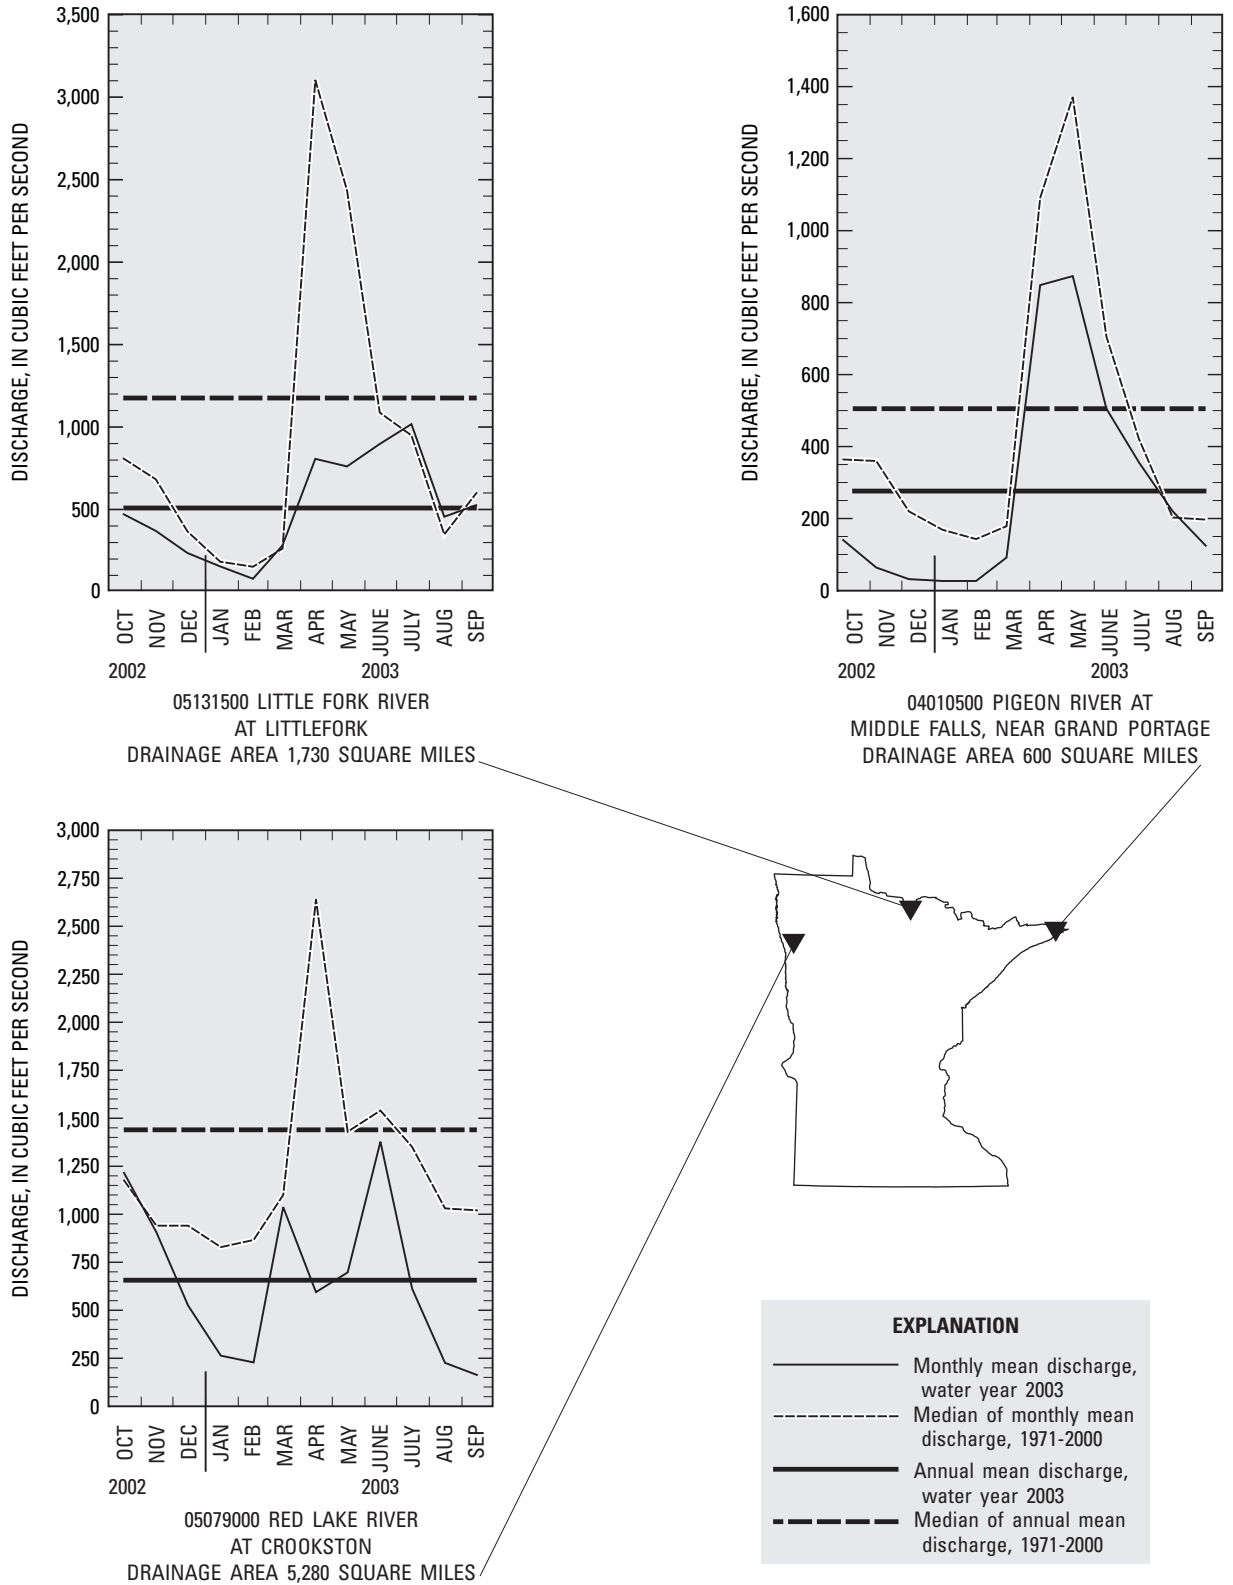 DISCHARGE, IN CUBIC FEET PER SECOND
3,500
3,000
2,500
2,000
1,500
1,000
500
0
OCT
NOV
DEC
JAN
FEB
MAR
APR
MAY
JUNE
JULY
AUG
SEP
2002
2003
05131500 LITTLE FORK RIVER
AT LITTLEFORK
DRAINAGE AREA 1,730 SQUARE MILES
DISCHARGE, IN CUBIC FEET PER SECOND
1,600
1,400
1,200
1,000
800
600
400
200
0
OCT
NOV
DEC
JAN
FEB
MAR
APR
MAY
JUNE
JULY
AUG
SEP
2002
2003
04010500 PIGEON RIVER AT
MIDDLE FALLS, NEAR GRAND PORTAGE
DRAINAGE AREA 600 SQUARE MILES
DISCHARGE, IN CUBIC FEET PER SECOND
3,000
2,750
2,500
2,250
2,000
1,750
1,500
1,250
1,000
750
500
250
0
OCT
NOV
DEC
JAN
FEB
MAR
APR
MAY
JUNE
JULY
AUG
SEP
2002
2003
05079000 RED LAKE RIVER
AT CROOKSTON
DRAINAGE AREA 5,280 SQUARE MILES
EXPLANATION
Monthly mean discharge,
water year 2003
Median of monthly mean
discharge, 1971-2000
Annual mean discharge,
water year 2003
Median of annual mean
discharge, 1971-2000